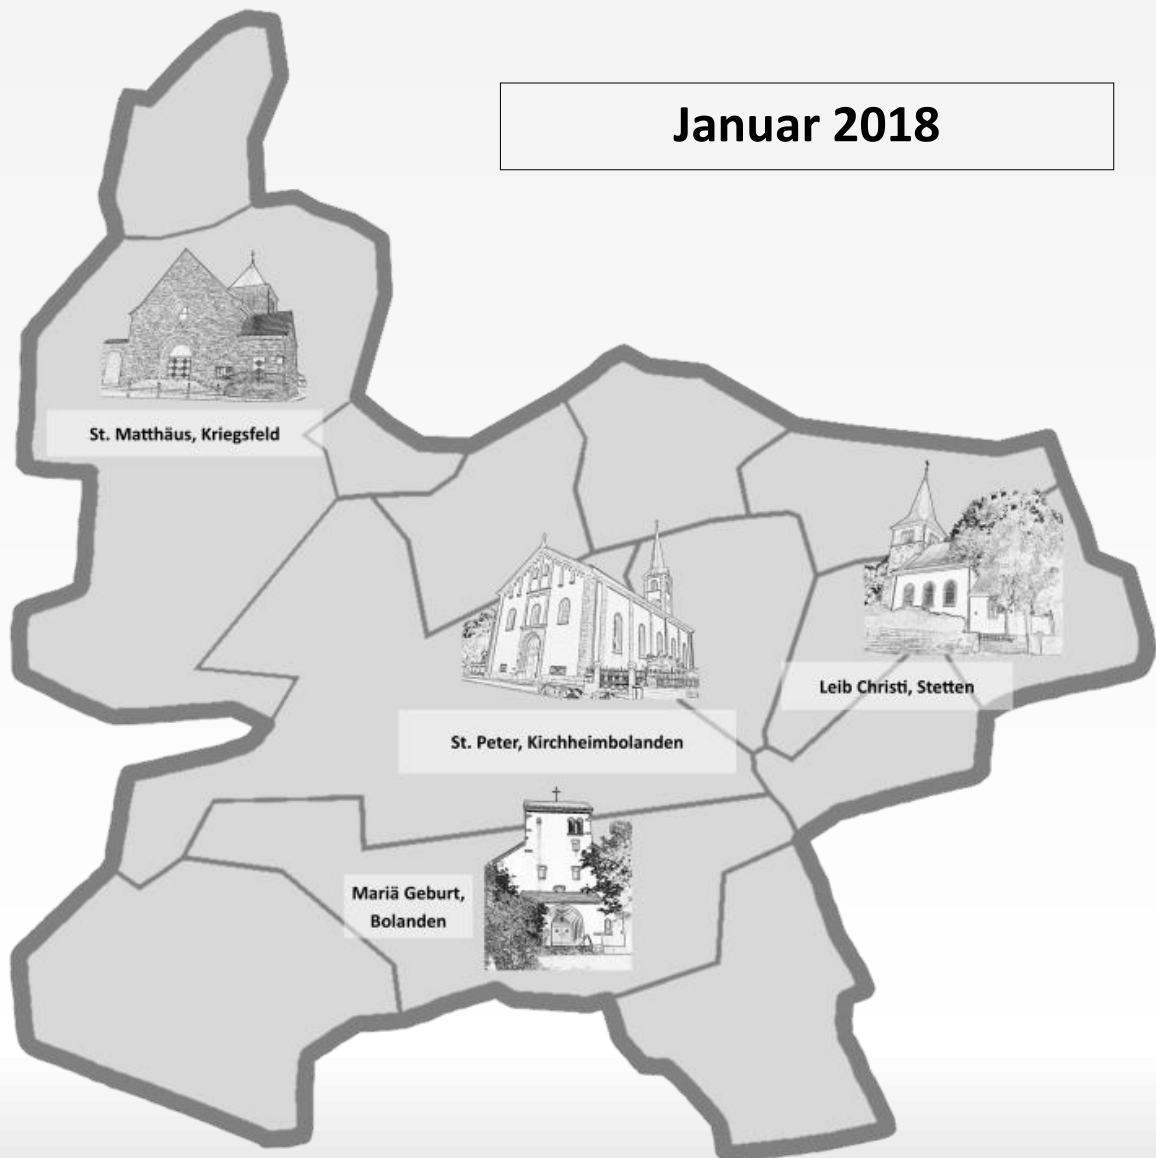 Januar 2018
St. Matthäus, Kriegsfeld
Leib Christi, Stetten
St. Peter, Kirchheimbolanden
Mariä Geburt,
Bolanden